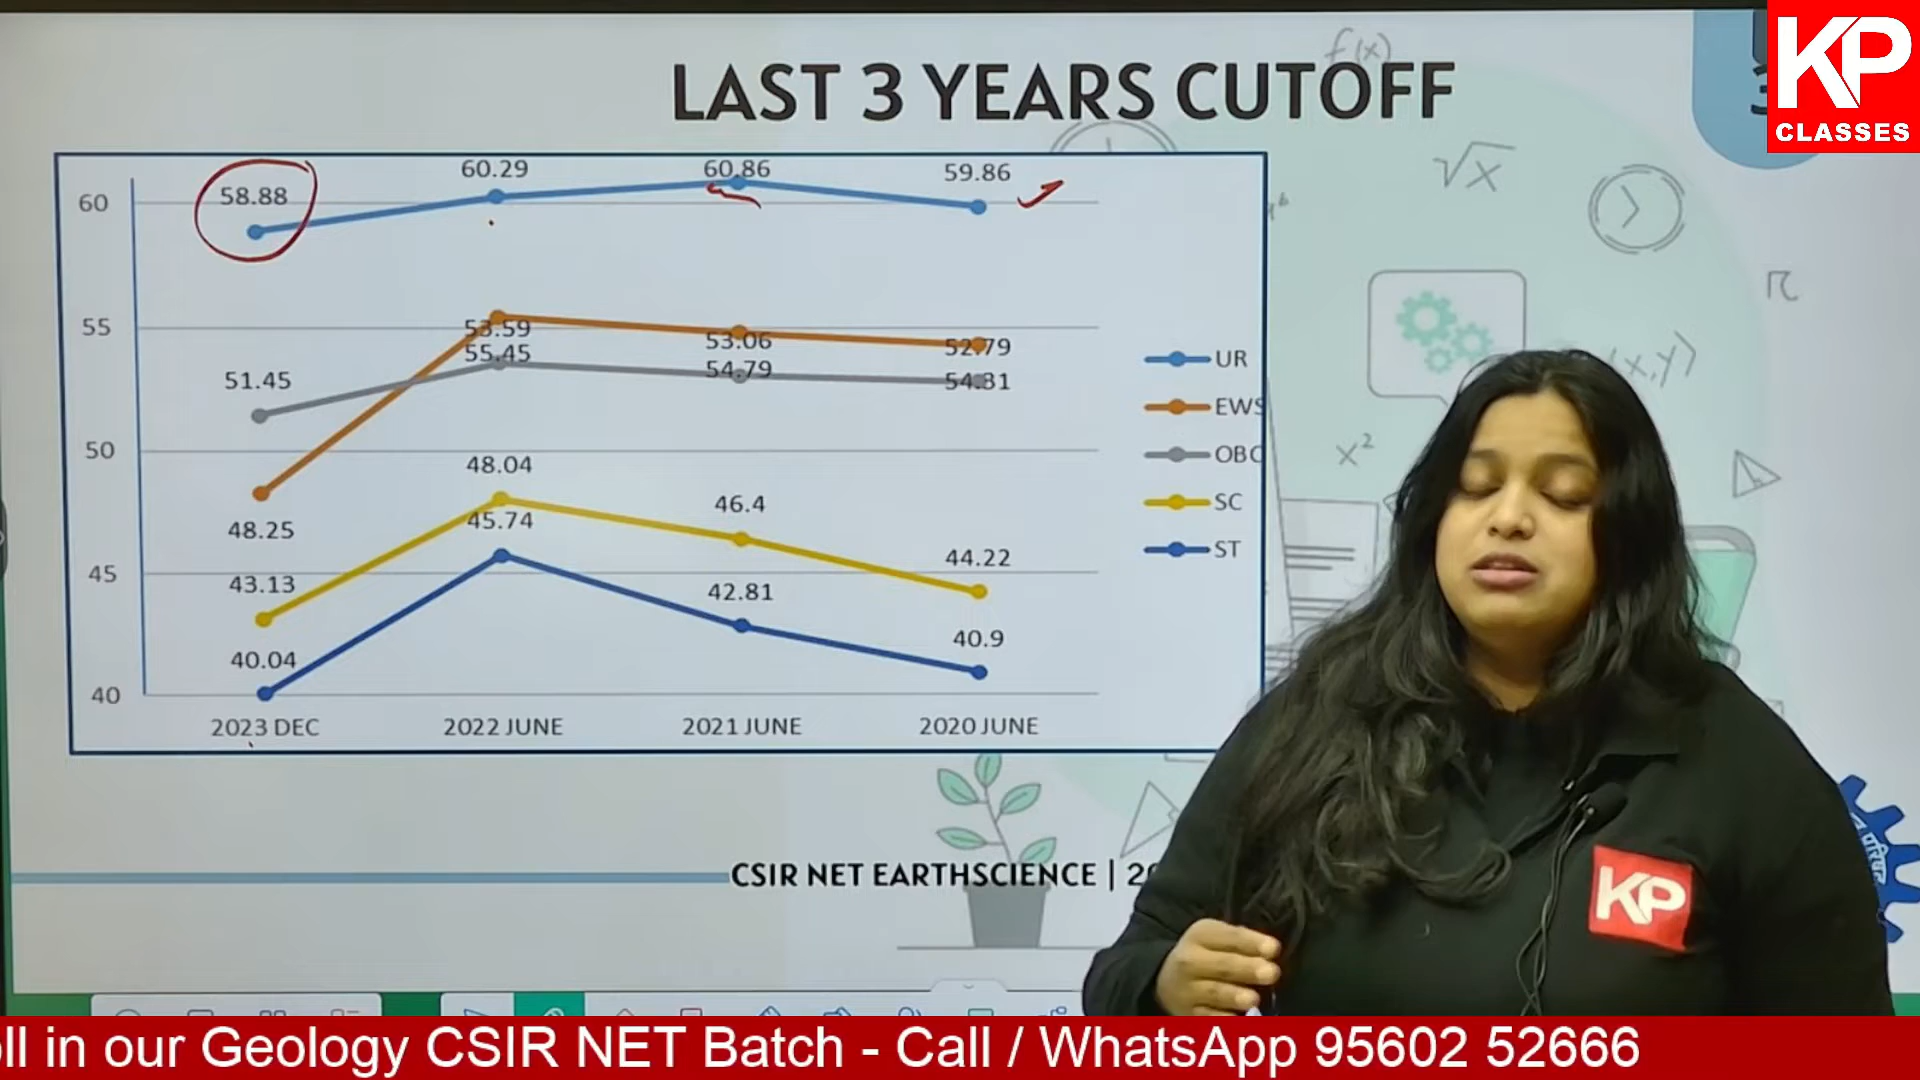 LAST 3 YEARS CUTOFF
f(x)
KP
CLASSES
√x
60
58.88
60.29
60.86
59.86
55
53.59
53.06
52.79
55.45
54.79
54.31
51.45
50
48.25
48.04
46.4
45.74
45
43.13
44.22
42.81
40.9
40.04
40
2023 DEC
2022 JUNE
2021 JUNE
2020 JUNE
UR
EWS
OBC
SC
ST
x²
CSIR NET EARTHSCIENCE |
KP
in our Geology CSIR NET Batch - Call / WhatsApp 95602 52666